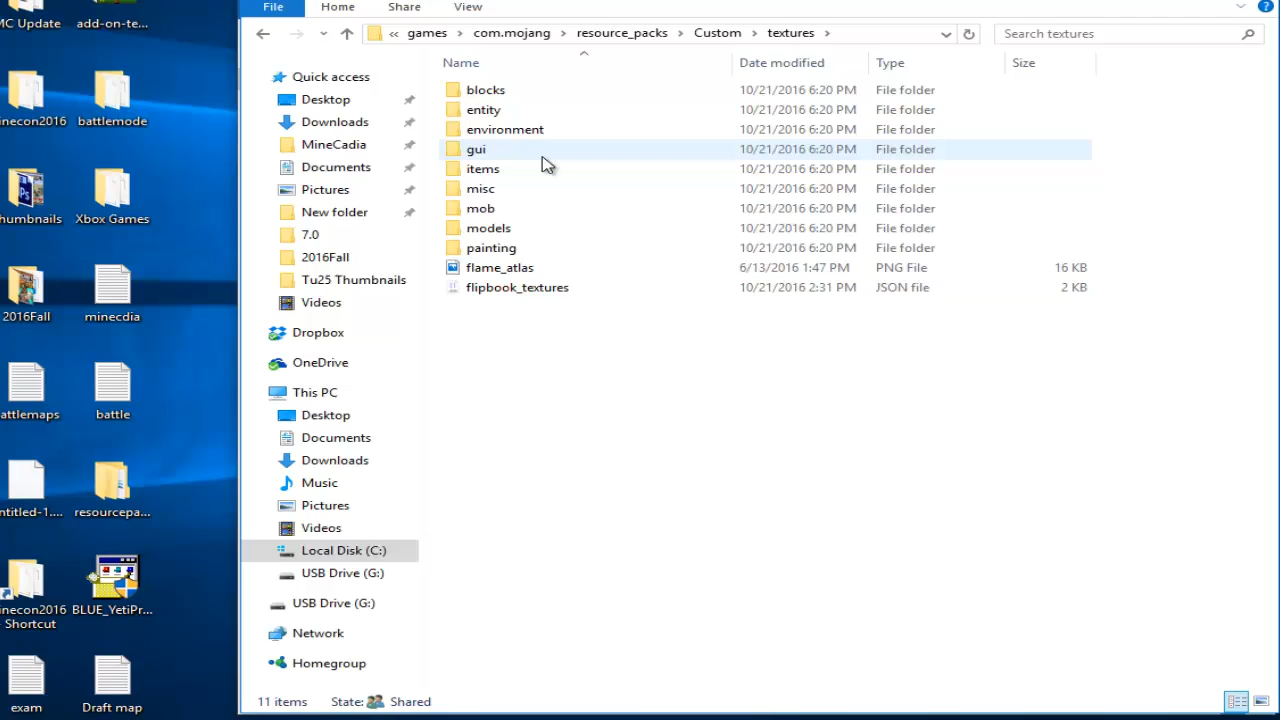 MC Update
add-on-te...
inecon2016
battlemode
humbnails
Xbox Games
2016Fall
minecdia
attlemaps
battle
ntitled-1....
resourcepa...
inecon2016
- Shortcut
BLUE_YetiPr...
exam
Draft map
File Home Share View
« games > com.mojang > resource_packs > Custom > textures >
Search textures
Name Date modified Type Size
Quick access
Desktop
Downloads
MineCadia
Documents
Pictures
New folder
7.0
2016Fall
Tu25 Thumbnails
Videos
Dropbox
OneDrive
This PC
Desktop
Documents
Downloads
Music
Pictures
Videos
Local Disk (C:)
USB Drive (G:)
USB Drive (G:)
Network
Homegroup
blocks 10/21/2016 6:20 PM File folder
entity 10/21/2016 6:20 PM File folder
environment 10/21/2016 6:20 PM File folder
gui 10/21/2016 6:20 PM File folder
items 10/21/2016 6:20 PM File folder
misc 10/21/2016 6:20 PM File folder
mob 10/21/2016 6:20 PM File folder
models 10/21/2016 6:20 PM File folder
painting 10/21/2016 6:20 PM File folder
flame_atlas 6/13/2016 1:47 PM PNG File 16 KB
flipbook_textures 10/21/2016 2:31 PM JSON file 2 KB
11 items State: Shared